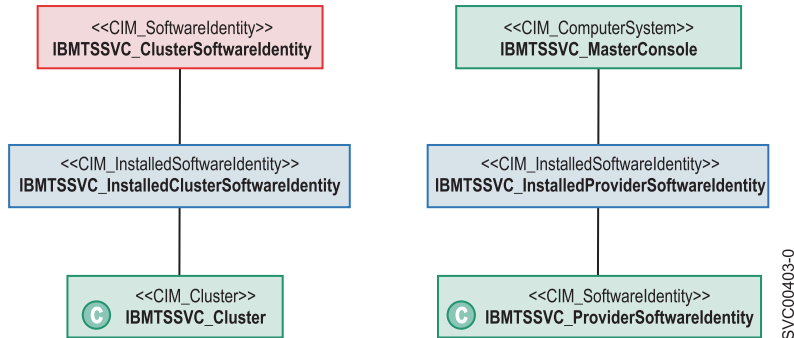 <<CIM_SoftwareIdentity>>
IBMTSSVC_ClusterSoftwareIdentity
<<CIM_ComputerSystem>>
IBMTSSVC_MasterConsole
<<CIM_InstalledSoftwareIdentity>>
IBMTSSVC_InstalledClusterSoftwareIdentity
<<CIM_InstalledSoftwareIdentity>>
IBMTSSVC_InstalledProviderSoftwareIdentity
C
<<CIM_Cluster>>
IBMTSSVC_Cluster
C
<<CIM_SoftwareIdentity>>
IBMTSSVC_ProviderSoftwareIdentity
SVC00403-0